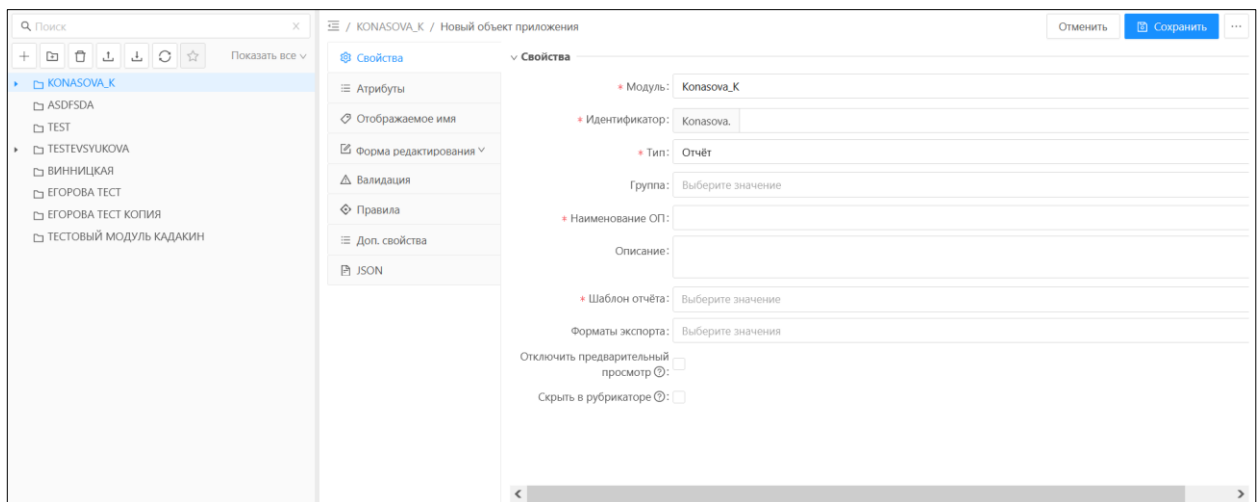 Поиск
Показать все
KONASOVA_K
ASDFSDA
TEST
TESTEVSYUKOVA
ВИННИЦКАЯ
ЕГОРОВА ТЕСТ
ЕГОРОВА ТЕСТ КОПИЯ
ТЕСТОВЫЙ МОДУЛЬ КАДАКИН
/ KONASOVA_K / Новый объект приложения
Отменить
Сохранить
...
Свойства
Атрибуты
Отображаемое имя
Форма редактирования
Валидация
Правила
Доп. свойства
JSON
Свойства
* Модуль: Konasova_K
* Идентификатор: Konasova.
* Тип: Отчёт
Группа: Выберите значение
* Наименование ОП:
Описание:
* Шаблон отчёта: Выберите значение
Форматы экспорта: Выберите значения
Отключить предварительный
просмотр ?:
Скрыть в рубрикаторе ?: